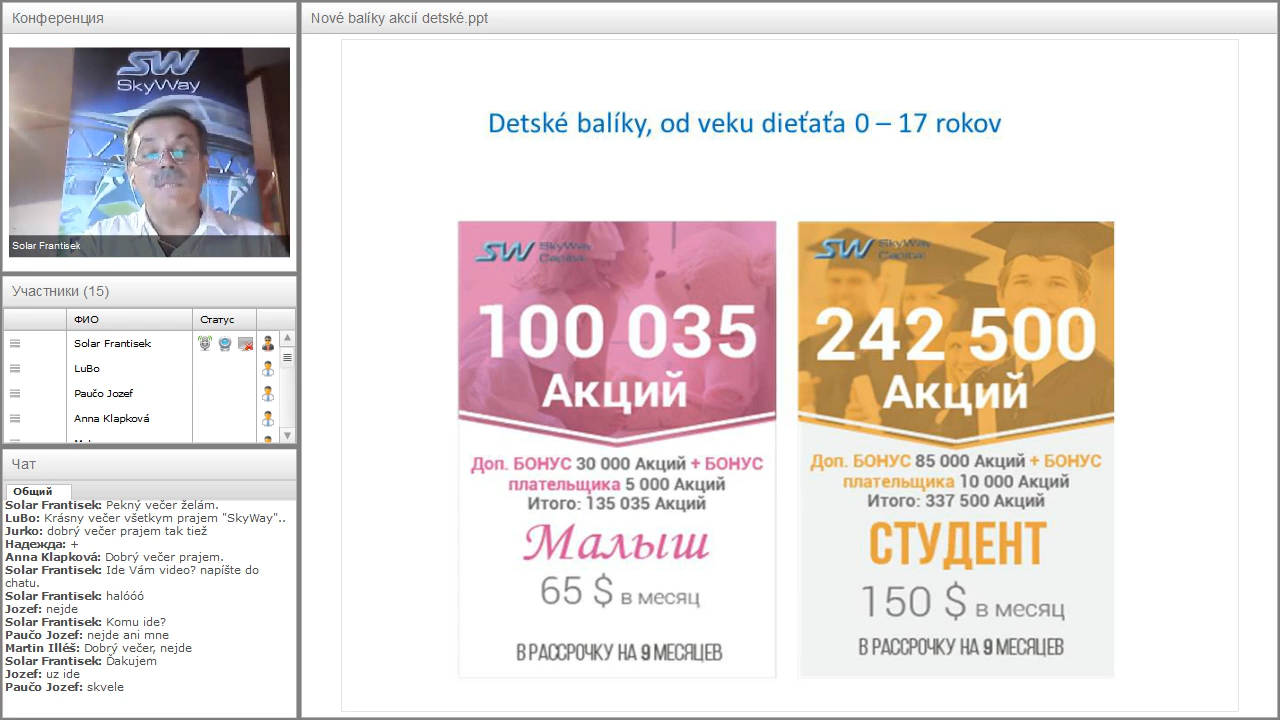 Конференция
SW
SkyWay
Solar Frantisek
Участники (15)
ФИО
Статус
Solar Frantisek
LuBo
Paučo Jozef
Anna Klapková
Чат
Общий
Solar Frantisek: Pekný večer želám.
LuBo: Krásny večer všetkym prajem "SkyWay"..
Jurko: dobrý večer prajem tak tiež
Надежда: +
Anna Klapková: Dobrý večer prajem.
Solar Frantisek: Ide Vám video? napíšte do
chatu.
Solar Frantisek: halóóó
Jozef: nejde
Solar Frantisek: Komu ide?
Paučo Jozef: nejde ani mne
Martin Illéš: Dobrý večer, nejde
Solar Frantisek: Ďakujem
Jozef: uz ide
Paučo Jozef: skvele
Nové balíky akcií detské.ppt
Detské balíky, od veku dieťaťa 0 – 17 rokov
SW SkyWay
Capital
100 035
Акций
Доп. БОНУС 30 000 Акций + БОНУС
плательщика 5 000 Акций
Итого: 135 035 Акций
Малыш
65 $ в месяц
В РАССРОЧКУ НА 9 МЕСЯЦЕВ
SW SkyWay
Capital
242 500
Акций
Доп. БОНУС 85 000 Акций + БОНУС
плательщика 10 000 Акций
Итого: 337 500 Акций
СТУДЕНТ
150 $ в месяц
В РАССРОЧКУ НА 9 МЕСЯЦЕВ